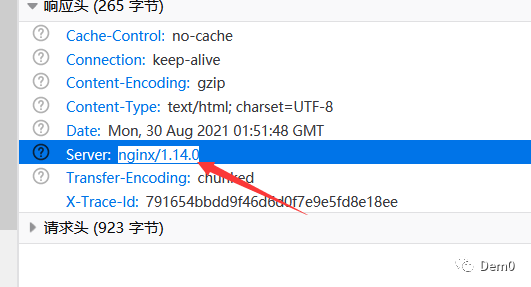 响应头 (265 字节)
Cache-Control: no-cache
Connection: keep-alive
Content-Encoding: gzip
Content-Type: text/html; charset=UTF-8
Date: Mon, 30 Aug 2021 01:51:48 GMT
Server: nginx/1.14.0
Transfer-Encoding: chunked
X-Trace-Id: 791654bbdd9f46d6d0f7e9e5fd8e18ee
请求头 (923 字节)
Dem0